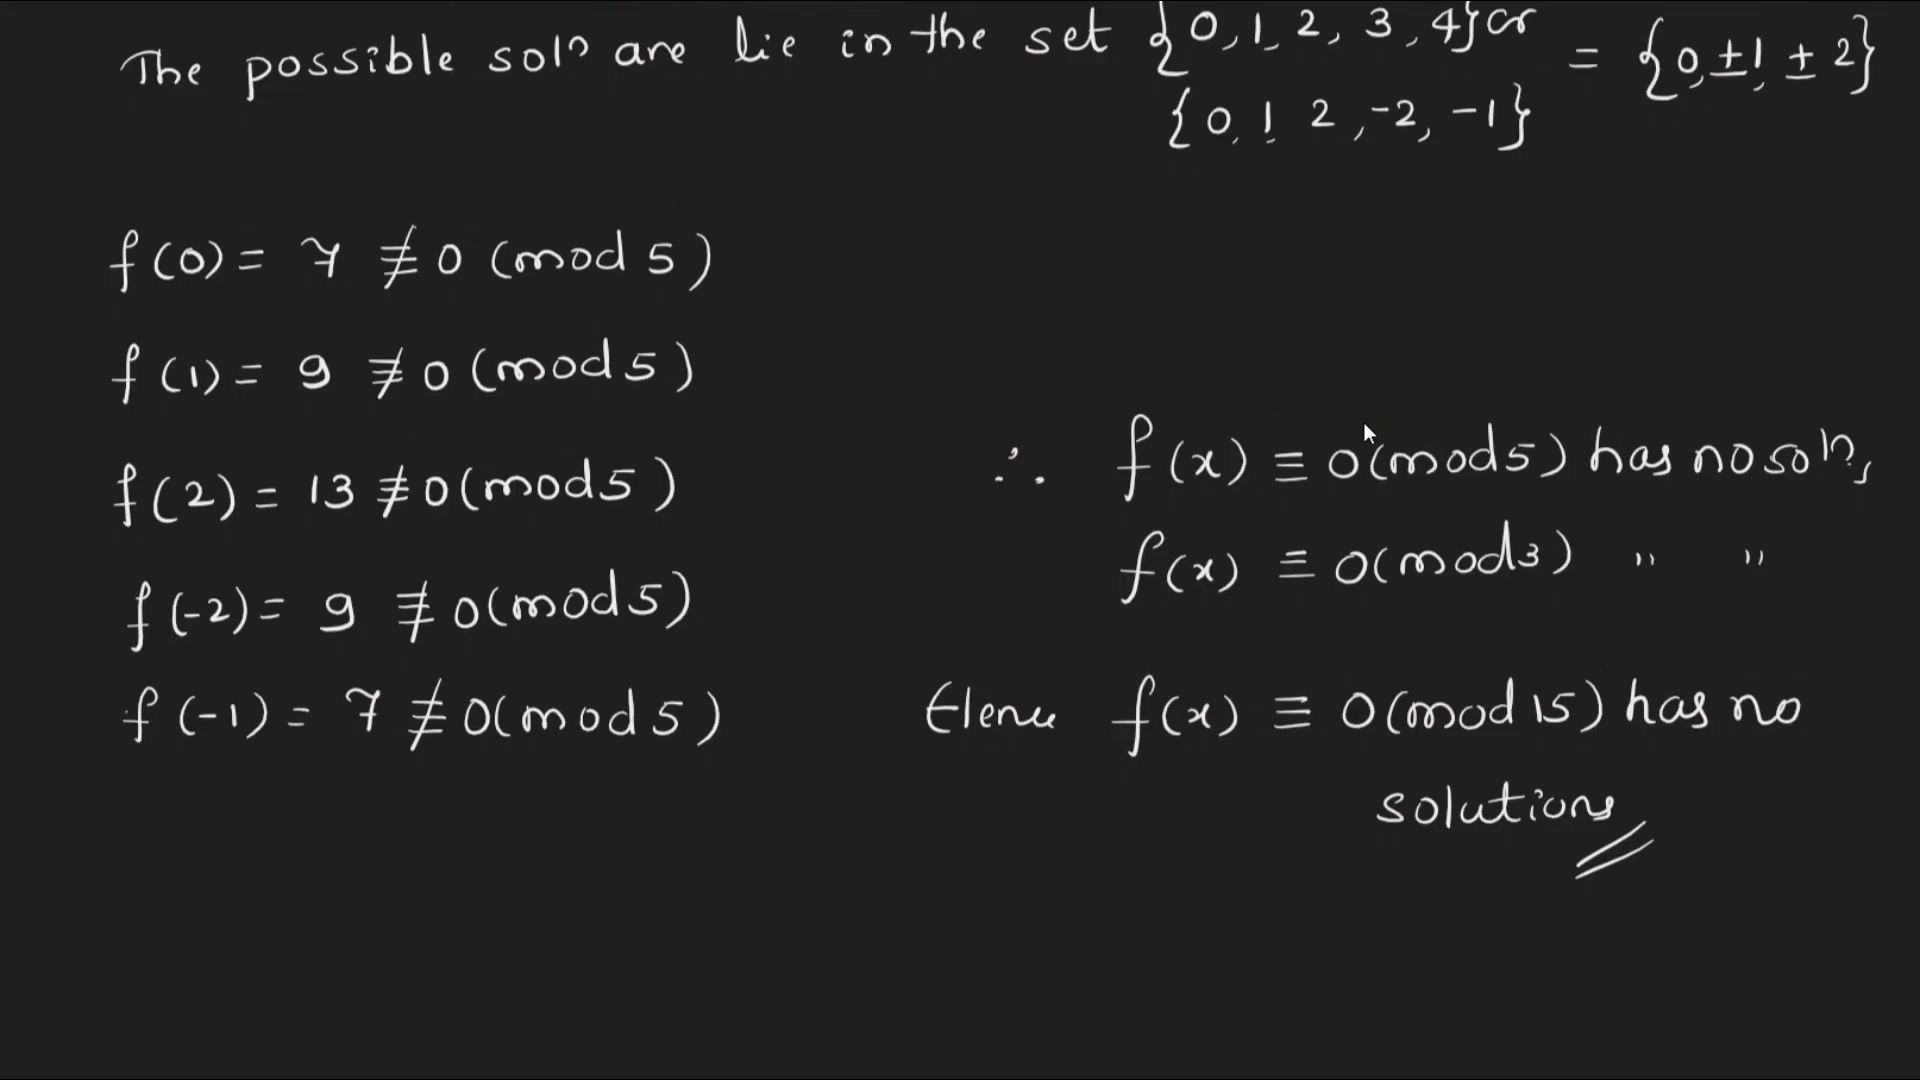 The possible solⁿ are lie in the set {0, 1, 2, 3, 4} or = {0, ±1, ±2}
{0, 1, 2, -2, -1}
f(0) = 7 ≢ 0 (mod 5)
f(1) = 9 ≢ 0 (mod 5)
f(2) = 13 ≢ 0 (mod 5)
f(-2) = 9 ≢ 0 (mod 5)
f(-1) = 7 ≢ 0 (mod 5)
∴ f(x) ≡ 0 (mod 5) has no solⁿ,
f(x) ≡ 0 (mod 3) " "
Hence f(x) ≡ 0 (mod 15) has no
solutions